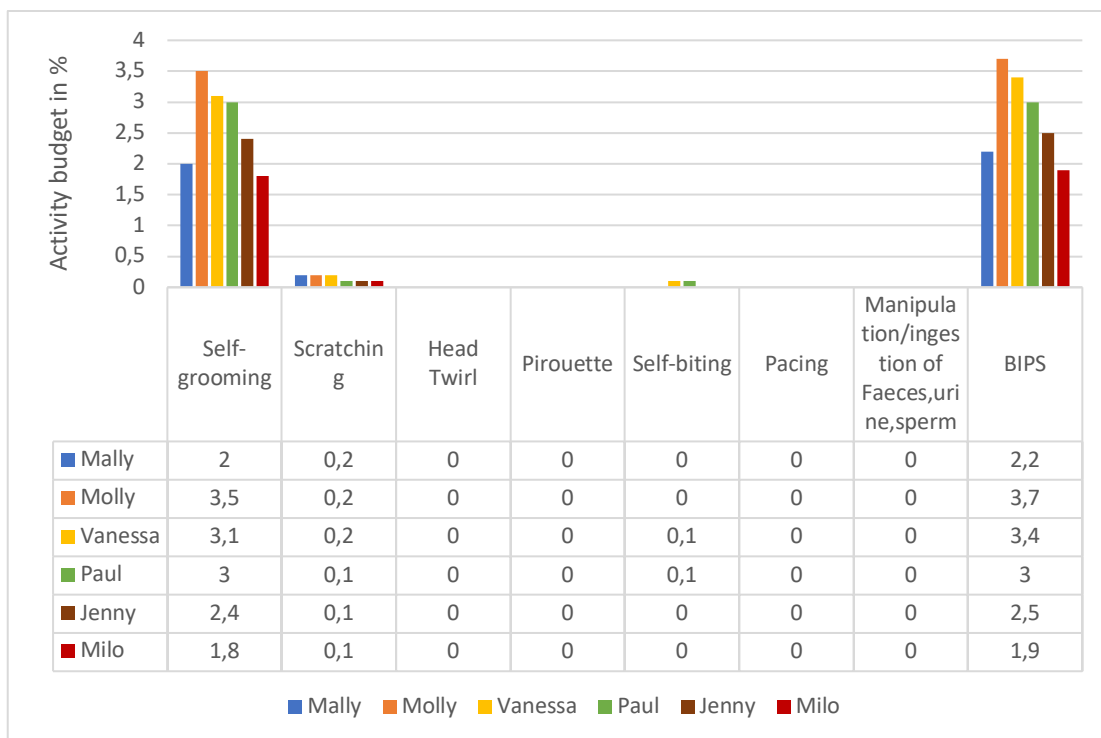 Activity budget in %
4
3,5
3
2,5
2
1,5
1
0,5
0
Self-
grooming
Scratchin
g
Head
Twirl
Pirouette
Self-biting
Pacing
Manipula
tion/inges
tion of
Faeces,uri
ne,sperm
BIPS
Mally 2 0,2 0 0 0 0 0 2,2
Molly 3,5 0,2 0 0 0 0 0 3,7
Vanessa 3,1 0,2 0 0 0,1 0 0 3,4
Paul 3 0,1 0 0 0,1 0 0 3
Jenny 2,4 0,1 0 0 0 0 0 2,5
Milo 1,8 0,1 0 0 0 0 0 1,9
Mally Molly Vanessa Paul Jenny Milo